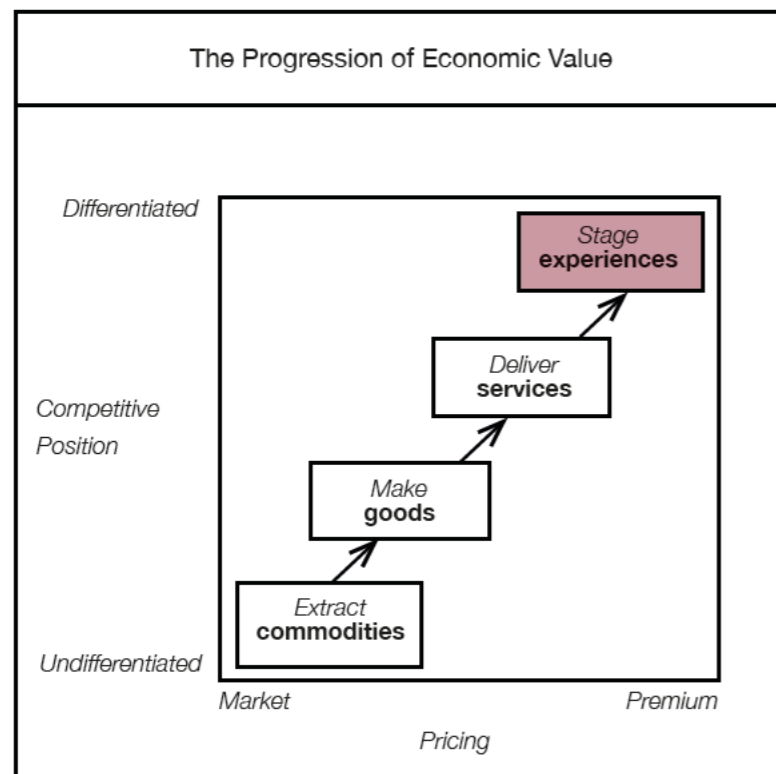 The Progression of Economic Value
Differentiated
Stage
experiences
Deliver
services
Competitive
Position
Make
goods
Extract
commodities
Undifferentiated
Market
Premium
Pricing